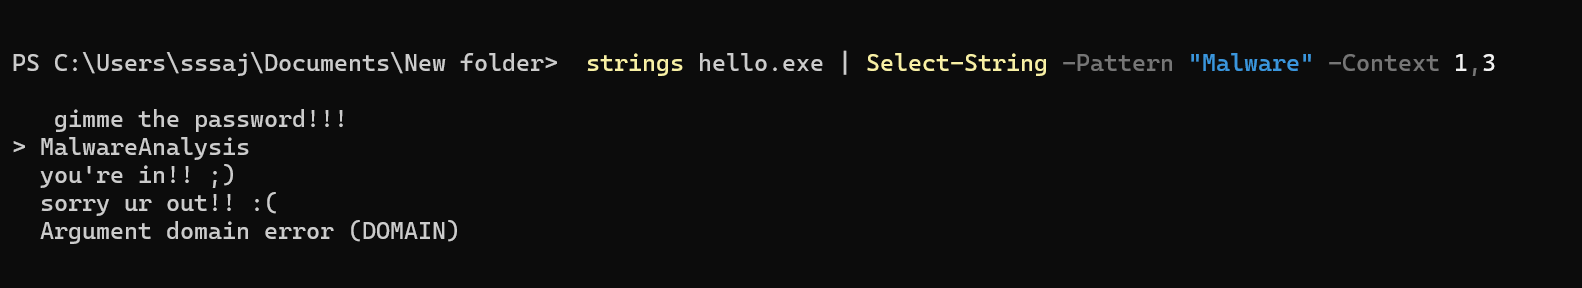 PS C:\Users\sssaj\Documents\New folder>  strings hello.exe | Select-String -Pattern "Malware" -Context 1,3
   gimme the password!!!
> MalwareAnalysis
  you're in!! ;)
  sorry ur out!! :(
  Argument domain error (DOMAIN)